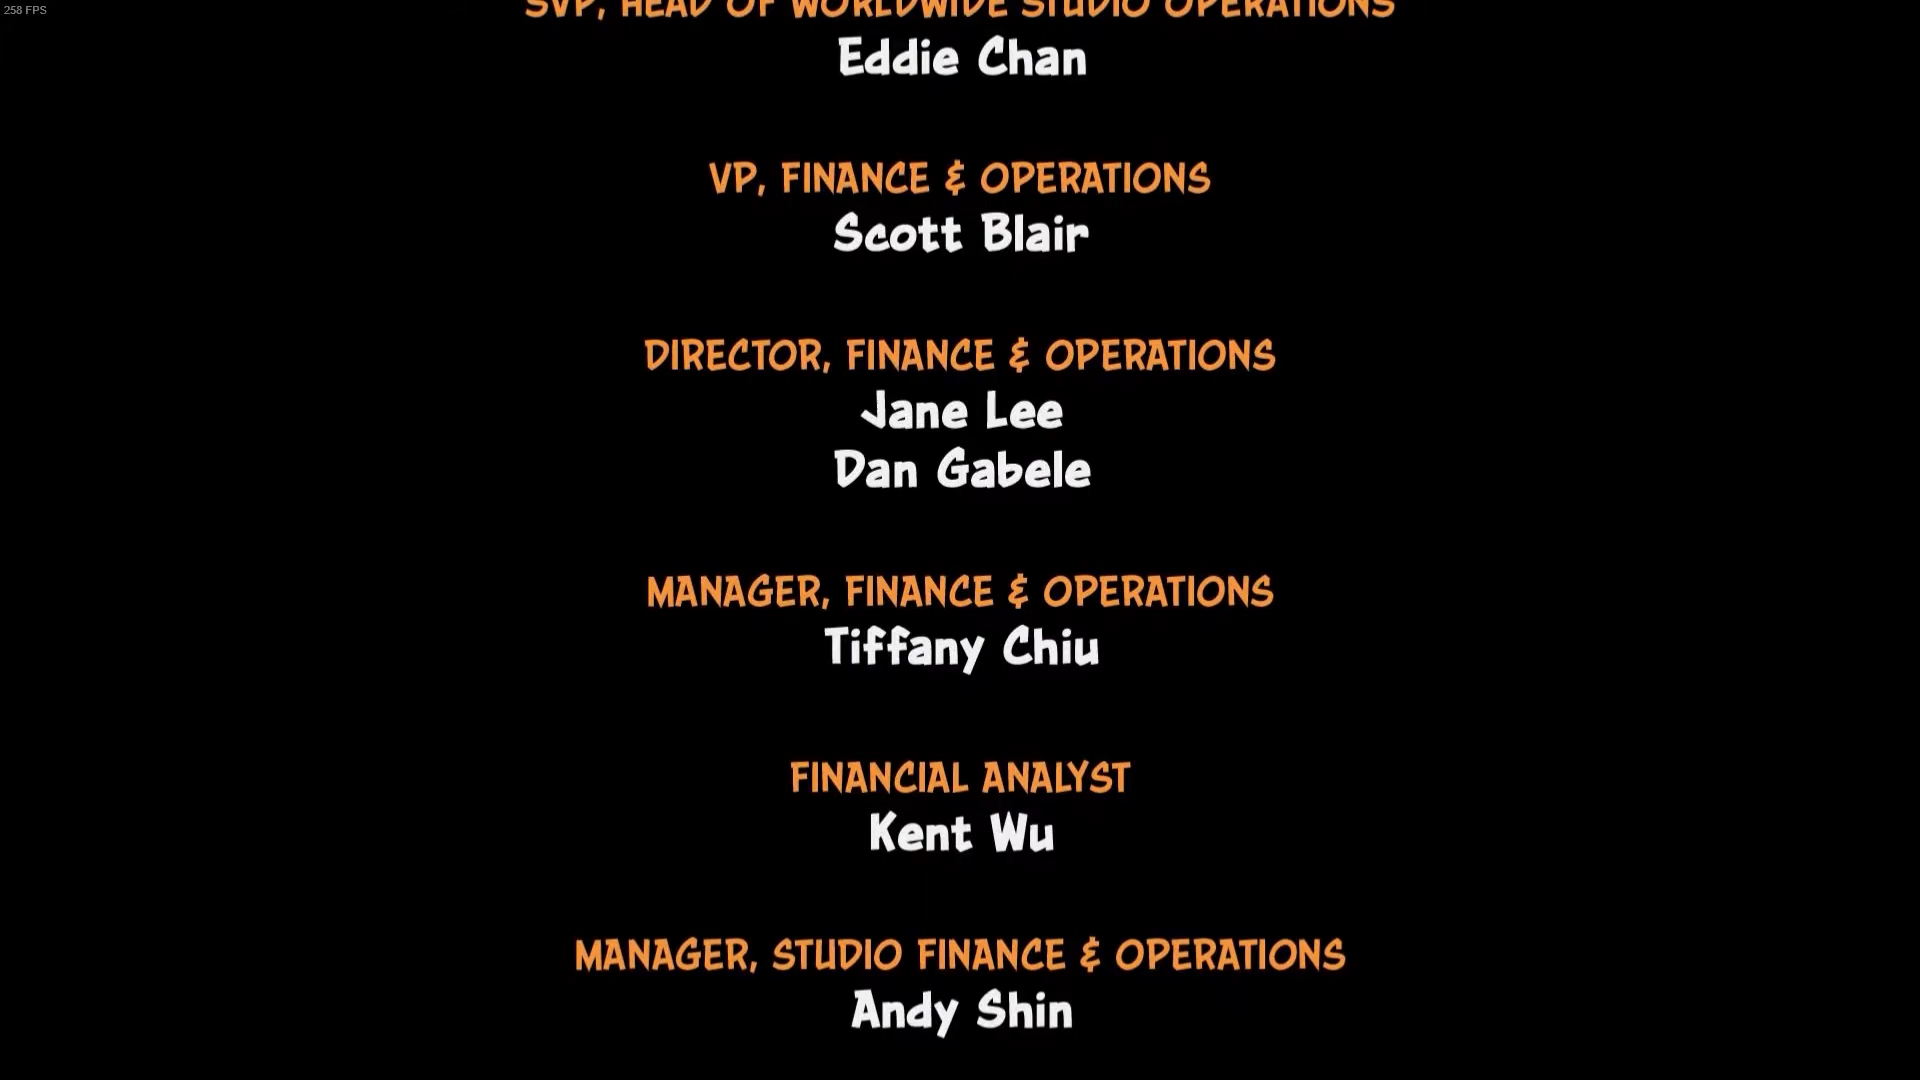 258 FPS
SVP, HEAD OF WORLDWIDE STUDIO OPERATIONS
Eddie Chan
VP, FINANCE & OPERATIONS
Scott Blair
DIRECTOR, FINANCE & OPERATIONS
Jane Lee
Dan Gabele
MANAGER, FINANCE & OPERATIONS
Tiffany Chiu
FINANCIAL ANALYST
Kent Wu
MANAGER, STUDIO FINANCE & OPERATIONS
Andy Shin